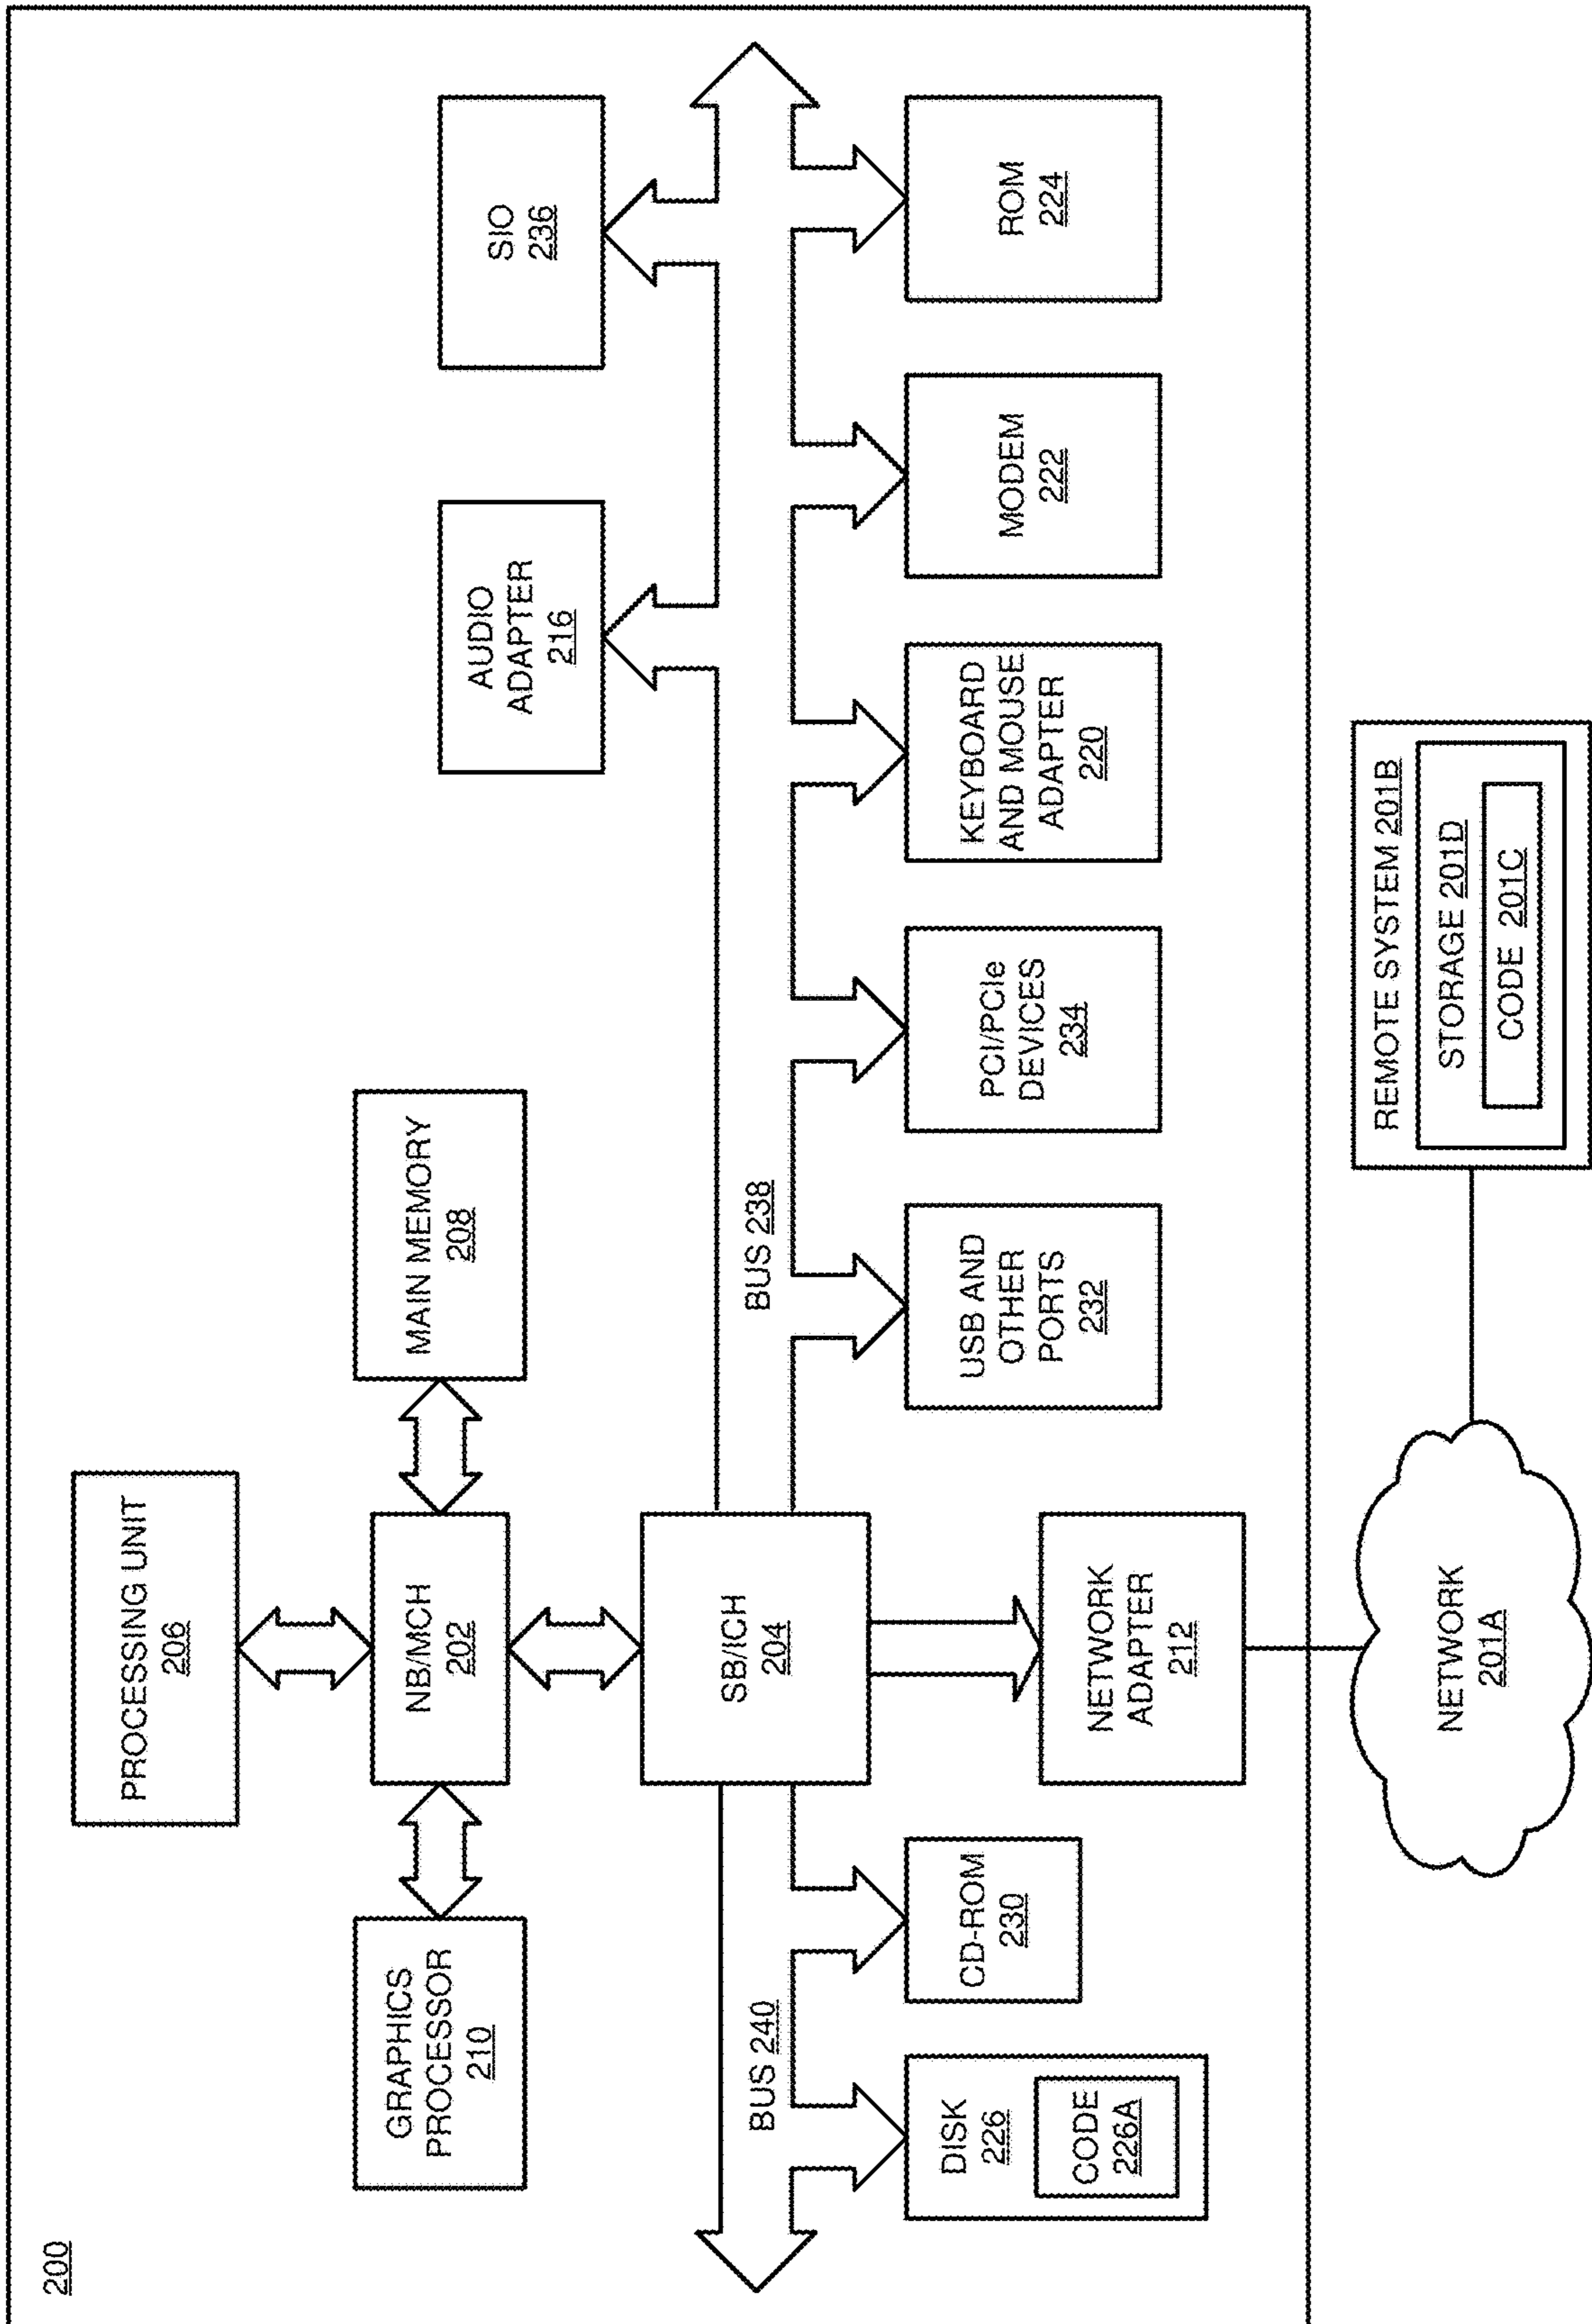 200
PROCESSING UNIT
206
GRAPHICS
PROCESSOR
210
NB/MCH
202
MAIN MEMORY
208
AUDIO
ADAPTER
216
SIO
236
SB/ICH
204
BUS 240
BUS 238
DISK
226
CODE
226A
CD-ROM
230
NETWORK
ADAPTER
212
USB AND
OTHER
PORTS
232
PCI/PCIe
DEVICES
234
KEYBOARD
AND MOUSE
ADAPTER
220
MODEM
222
ROM
224
NETWORK
201A
REMOTE SYSTEM 201B
STORAGE 201D
CODE 201C